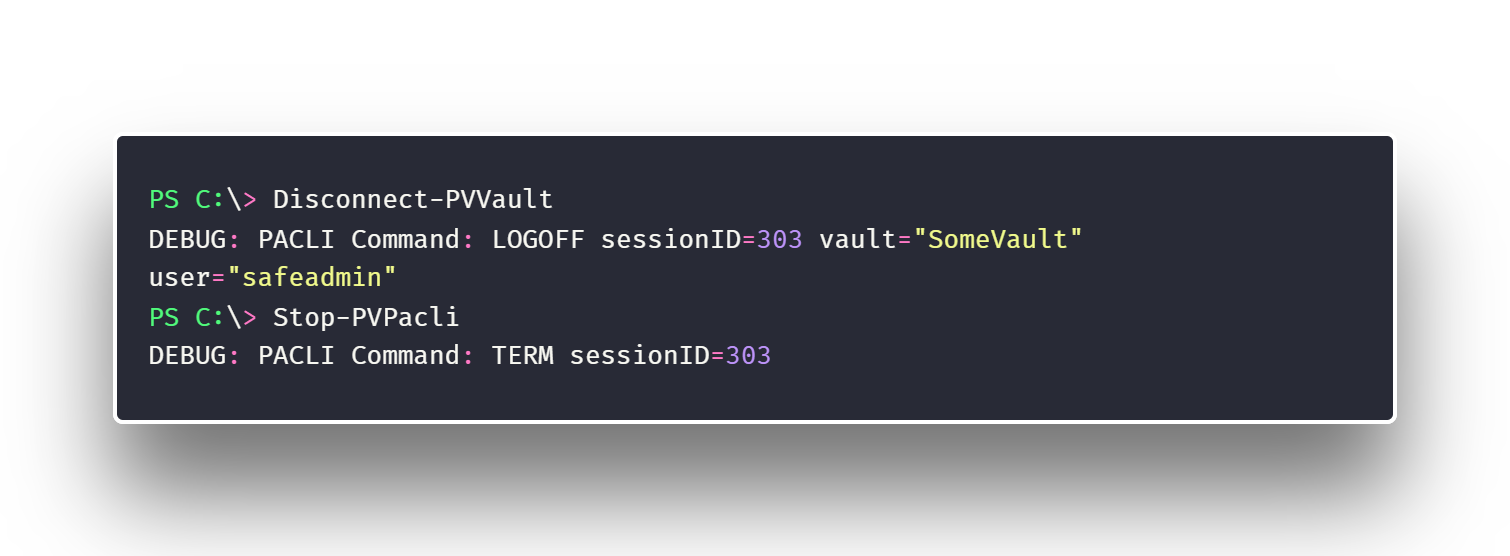 PS C:\> Disconnect-PVVault
DEBUG: PACLI Command: LOGOFF sessionID=303 vault="SomeVault"
user="safeadmin"
PS C:\> Stop-PVPacli
DEBUG: PACLI Command: TERM sessionID=303